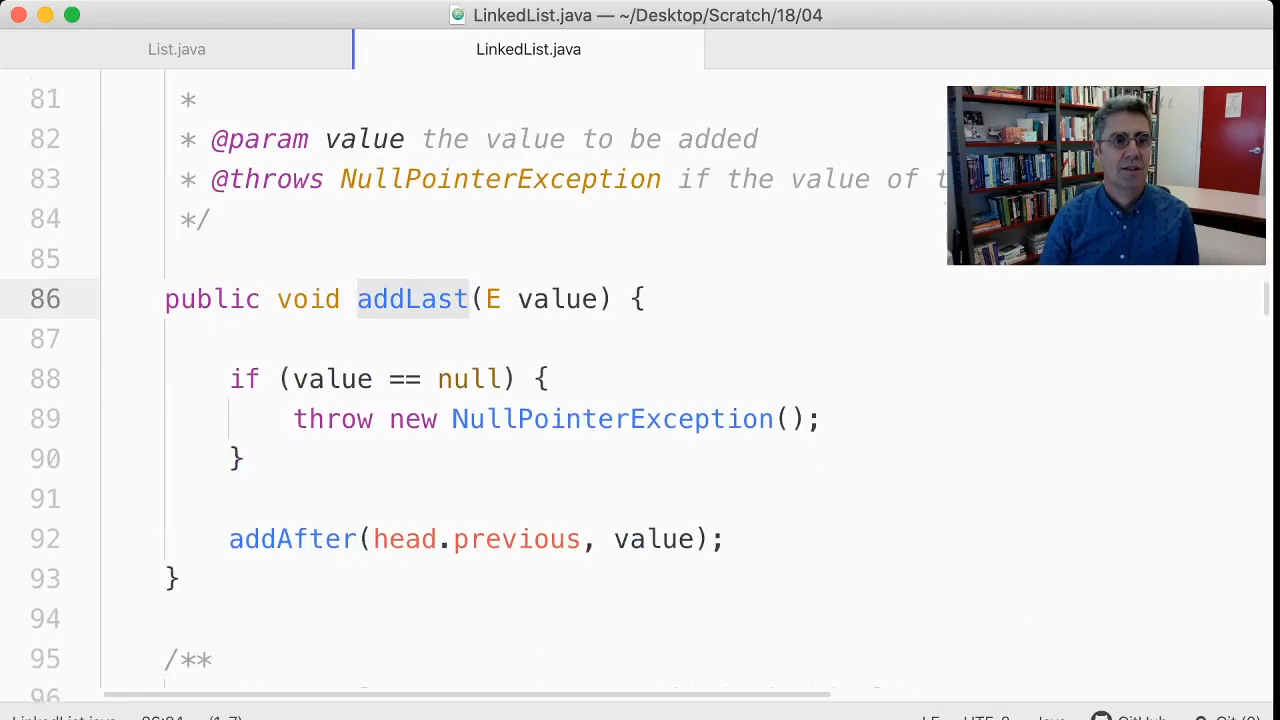 LinkedList.java — ~/Desktop/Scratch/18/04
List.java
LinkedList.java
81 *
82 * @param value the value to be added
83 * @throws NullPointerException if the value of
84 */
85
86 public void addLast(E value) {
87
88 if (value == null) {
89 throw new NullPointerException();
90 }
91
92 addAfter(head.previous, value);
93 }
94
95 /**
96